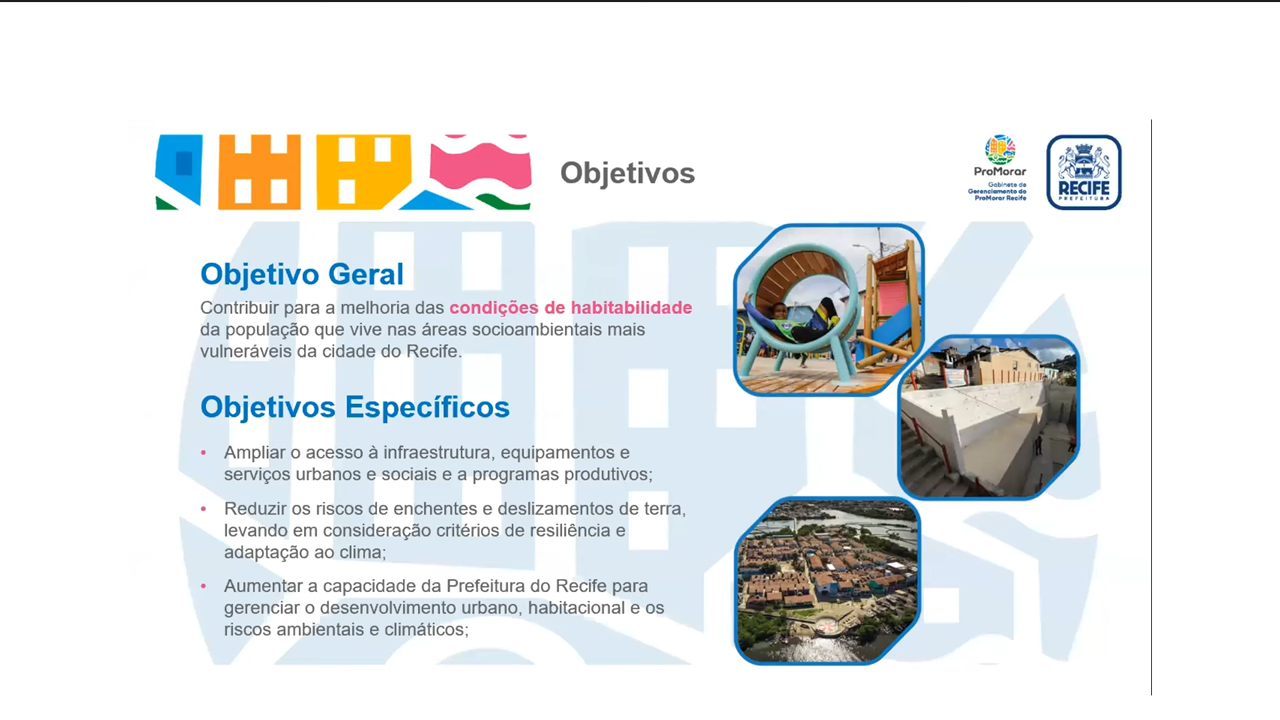 Objetivos
ProMorar
Gabinete de
Gerenciamento do
ProMorar Recife
RECIFE
PREFEITURA
Objetivo Geral
Contribuir para a melhoria das condições de habitabilidade
da população que vive nas áreas socioambientais mais
vulneráveis da cidade do Recife.
Objetivos Específicos
• Ampliar o acesso à infraestrutura, equipamentos e
serviços urbanos e sociais e a programas produtivos;
• Reduzir os riscos de enchentes e deslizamentos de terra,
levando em consideração critérios de resiliência e
adaptação ao clima;
• Aumentar a capacidade da Prefeitura do Recife para
gerenciar o desenvolvimento urbano, habitacional e os
riscos ambientais e climáticos;